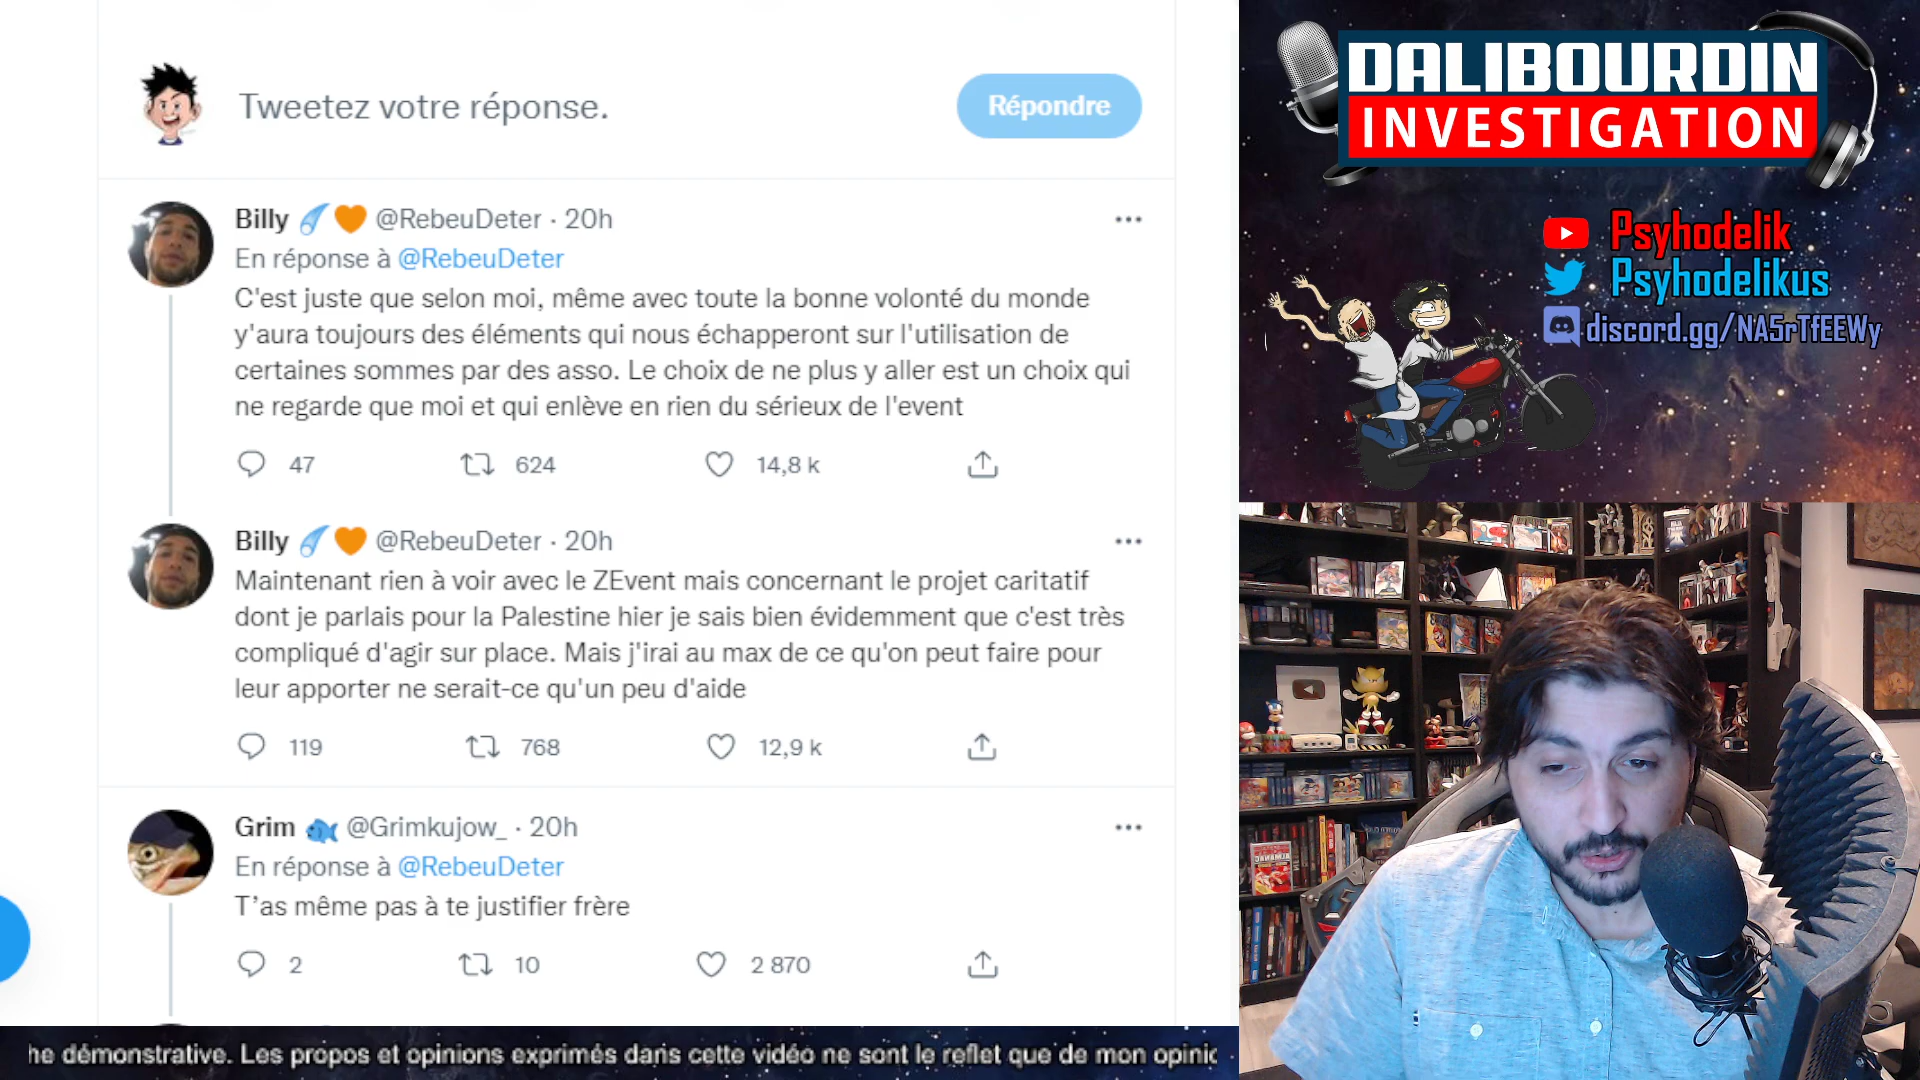 Tweetez votre réponse.
Répondre
Billy @RebeuDeter · 20h
En réponse à @RebeuDeter
C'est juste que selon moi, même avec toute la bonne volonté du monde
y'aura toujours des éléments qui nous échapperont sur l'utilisation de
certaines sommes par des asso. Le choix de ne plus y aller est un choix qui
ne regarde que moi et qui enlève en rien du sérieux de l'event
47 624 14,8 k
Billy @RebeuDeter · 20h
Maintenant rien à voir avec le ZEvent mais concernant le projet caritatif
dont je parlais pour la Palestine hier je sais bien évidemment que c'est très
compliqué d'agir sur place. Mais j'irai au max de ce qu'on peut faire pour
leur apporter ne serait-ce qu'un peu d'aide
119 768 12,9 k
Grim @Grimkujow_ · 20h
En réponse à @RebeuDeter
T’as même pas à te justifier frère
2 10 2 870
he démonstrative. Les propos et opinions exprimés dans cette vidéo ne sont le reflet que de mon opinic
DALIBOURDIN
INVESTIGATION
Psyhodelik
Psyhodelikus
discord.gg/NA5rTfEEWy